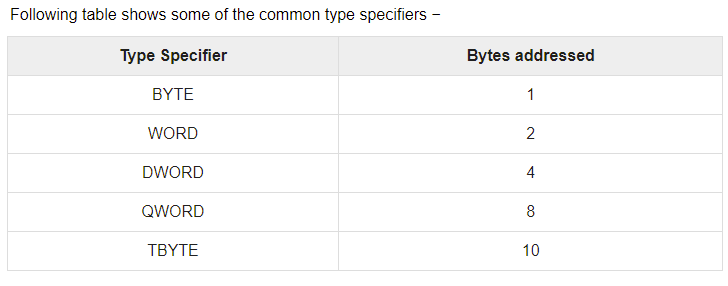 Following table shows some of the common type specifiers −
Type Specifier Bytes addressed
BYTE 1
WORD 2
DWORD 4
QWORD 8
TBYTE 10